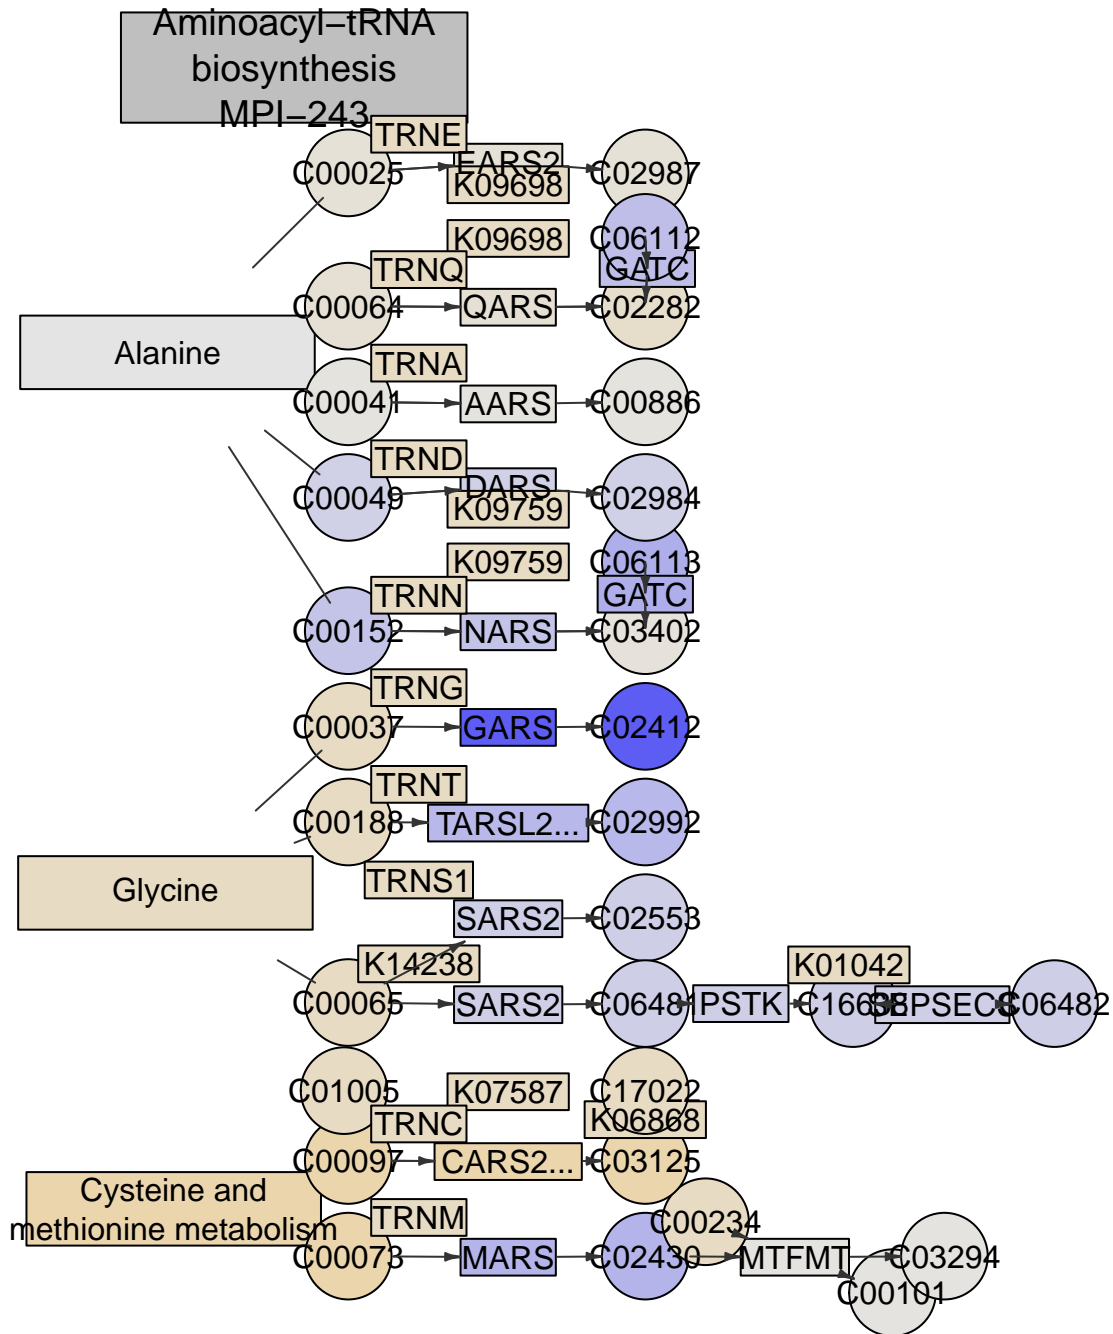 Aminoacyl−tRNA
biosynthesis
MPI−243
TRNE
C00025
EARS2
K09698
C02987
K09698
C06112
TRNQ
GATC
C00064
QARS
C02282
Alanine
TRNA
C00041
AARS
C00886
TRND
C00049
DARS
K09759
C02984
K09759
C06113
TRNN
GATC
C00152
NARS
C03402
TRNG
C00037
GARS
C02412
TRNT
C00188
TARSL2...
C02992
Glycine
TRNS1
SARS2
C02553
K14238
K01042
C00065
SARS2
C06481
PSTK
C16638
SEPSECS
C06482
C01005
K07587
C17022
TRNC
K06868
C00097
CARS2...
C03125
Cysteine and
methionine metabolism
TRNM
C00234
C00073
MARS
C02430
MTFMT
C03294
C00101